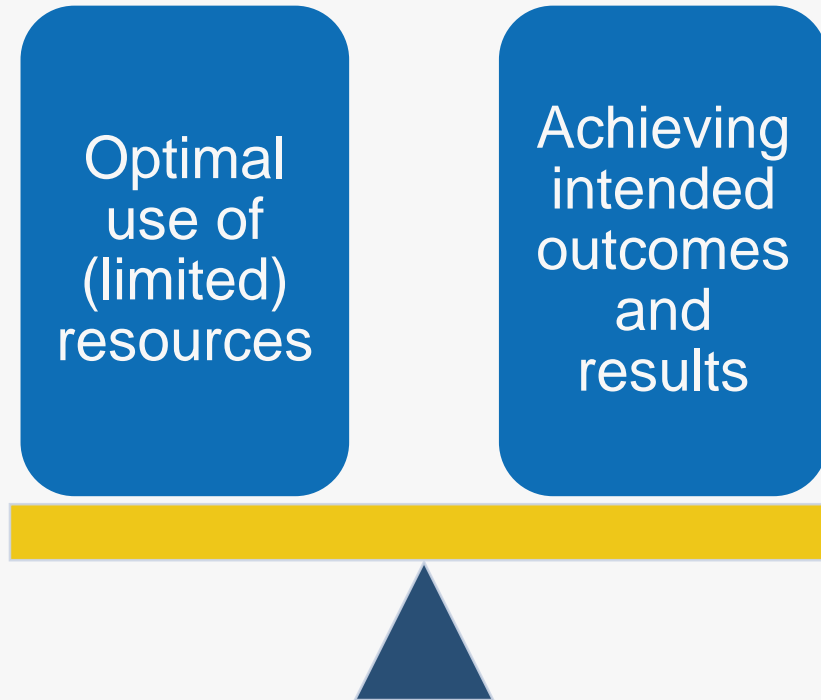 Optimal
use of
(limited)
resources
Achieving
intended
outcomes
and
results